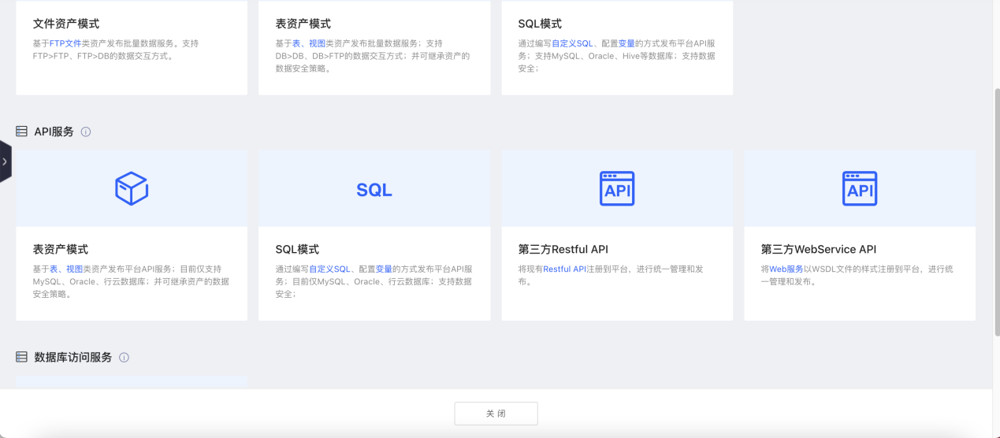 文件资产模式
基于FTP文件类资产发布批量数据服务。支持
FTP>FTP、FTP>DB的数据交互方式。
表资产模式
基于表、视图类资产发布批量数据服务；支持
DB>DB、DB>FTP的数据交互方式；并可继承资产的
数据安全策略。
SQL模式
通过编写自定义SQL、配置变量的方式发布平台API服
务；支持MySQL、Oracle、Hive等数据库；支持数据
安全；
API服务
SQL
API
API
表资产模式
基于表、视图类资产发布平台API服务；目前仅支持
MySQL、Oracle、行云数据库；并可继承资产的数据
安全策略。
SQL模式
通过编写自定义SQL、配置变量的方式发布平台API服
务；目前仅MySQL、Oracle、行云数据库；支持数据
安全；
第三方Restful API
将现有Restful API注册到平台，进行统一管理和发
布。
第三方WebService API
将Web服务以WSDL文件的样式注册到平台，进行统
一管理和发布。
数据库访问服务
关 闭